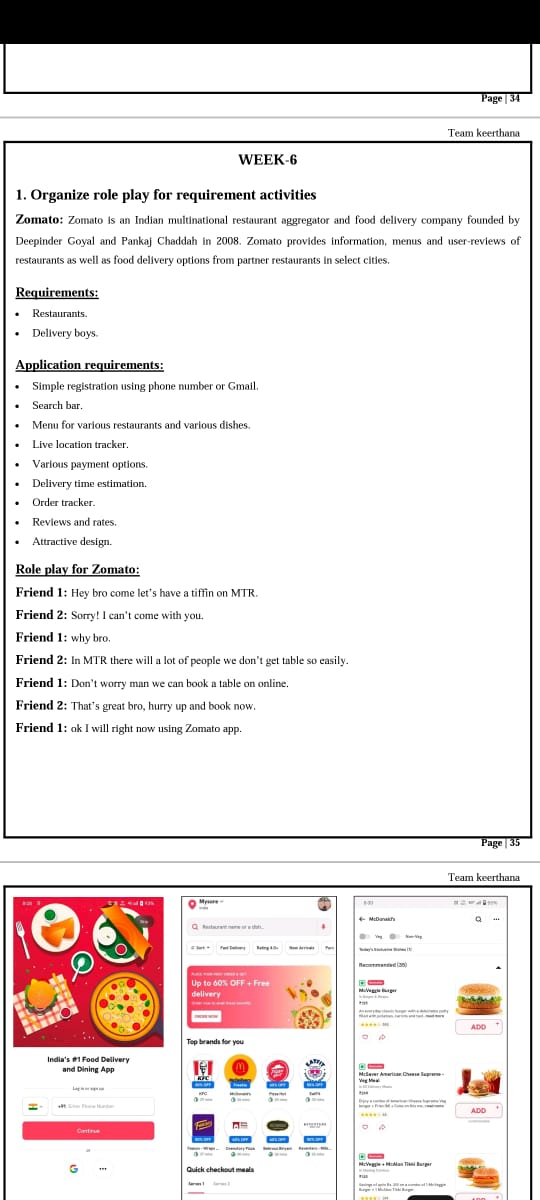 Page | 34
Team keerthana
WEEK-6
1. Organize role play for requirement activities
Zomato: Zomato is an Indian multinational restaurant aggregator and food delivery company founded by
Deepinder Goyal and Pankaj Chaddah in 2008. Zomato provides information, menus and user-reviews of
restaurants as well as food delivery options from partner restaurants in select cities.
Requirements:
• Restaurants.
• Delivery boys.
Application requirements:
• Simple registration using phone number or Gmail.
• Search bar.
• Menu for various restaurants and various dishes.
• Live location tracker.
• Various payment options.
• Delivery time estimation.
• Order tracker.
• Reviews and rates.
• Attractive design.
Role play for Zomato:
Friend 1: Hey bro come let's have a tiffin on MTR.
Friend 2: Sorry! I can't come with you.
Friend 1: why bro.
Friend 2: In MTR there will a lot of people we don't get table so easily.
Friend 1: Don't worry man we can book a table on online.
Friend 2: That's great bro, hurry up and book now.
Friend 1: ok I will right now using Zomato app.
Page | 35
Team keerthana
Skip
India's #1 Food Delivery
and Dining App
Log in or sign up
+91 Enter Phone Number
Continue
or
G
Mysore
India
Restaurant name or a dish...
Sort
Food Delivery
Rating 4.0+
New Arrivals
Pure
Up to 60% OFF + Free
delivery
ORDER NOW
Top brands for you
KFC
McDonald's
Pizza Hut
Quick checkout meals
Series 1 Series 2
McDonald's
Veg Non-Veg
Recommended (35)
McVeggie Burger
ADD
McSaver American Cheese Supreme -
Veg Meal
ADD
McVeggie + McAloo Tikki Burger
ADD